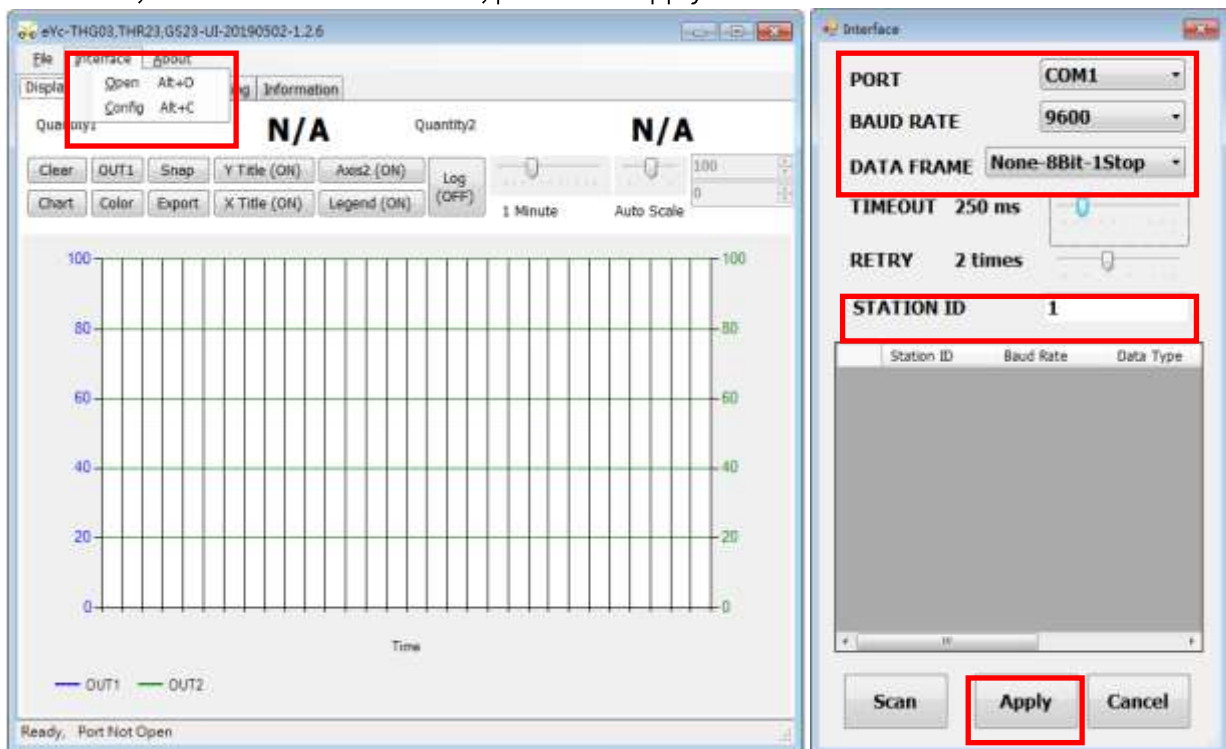 eYc-THG03,THR23,GS23-UI-20190502-1.2.6
File Interface About
Open Alt+O
Config Alt+C
Information
Quantity1 N/A Quantity2 N/A
Clear OUT1 Snap Y Title (ON) Axes2 (ON) Log (OFF) 100
Chart Color Export X Title (ON) Legend (ON) 1 Minute Auto Scale 0
100 100
80 80
60 60
40 40
20 20
0 0
Time
OUT1 OUT2
Ready, Port Not Open
Interface
PORT COM1
BAUD RATE 9600
DATA FRAME None-8Bit-1Stop
TIMEOUT 250 ms
RETRY 2 times
STATION ID 1
Station ID Baud Rate Data Type
Scan Apply Cancel